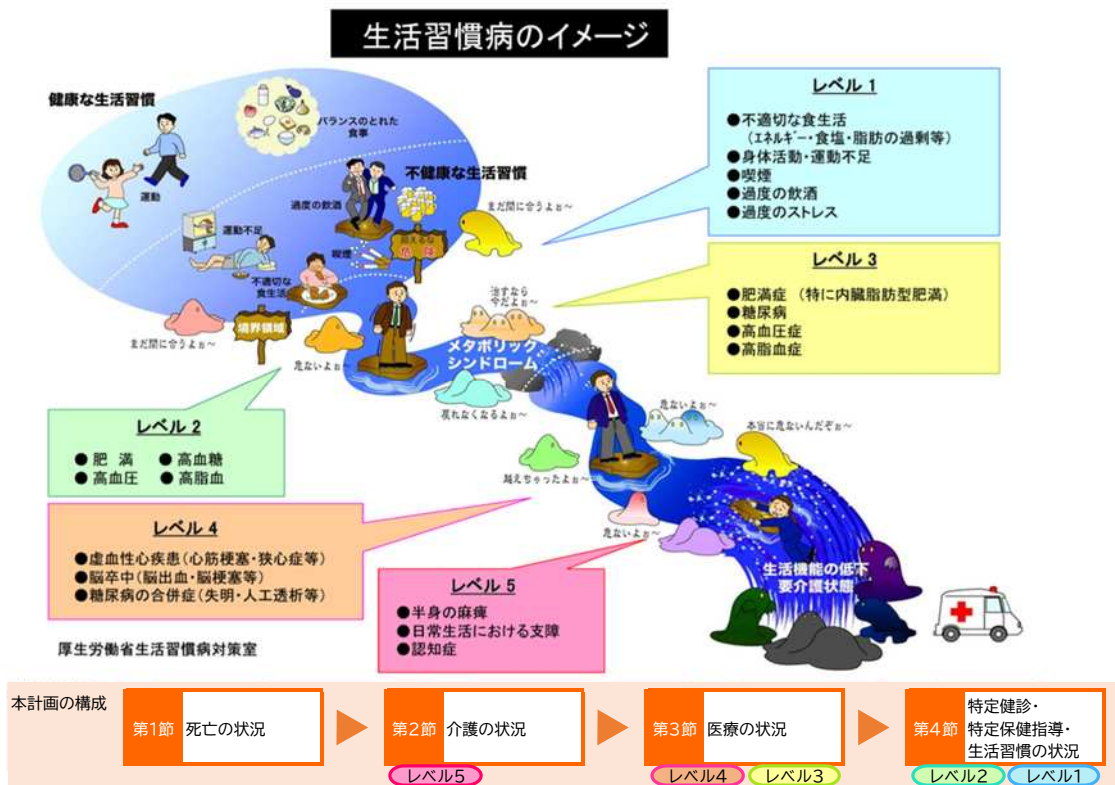 生活習慣病のイメージ
健康な生活習慣
バランスのとれた
食事
運動
不健康な生活習慣
過度の飲酒
まだ間に合うよぉ~
運動不足
喫煙
危険
不適切な
食生活
境界領域
まだ間に合うよぉ~
危ないよぉ~
治すなら
今だよぉ~
メタボリック
シンドローム
戻れなくなるよぉ~
危ないよぉ~
本当に危ないんだぞぉ~
越えちゃったよぉ~
危ないよぉ~
生活機能の低下
要介護状態
レベル 1
●不適切な食生活
(エネルギー・食塩・脂肪の過剰等)
●身体活動・運動不足
●喫煙
●過度の飲酒
●過度のストレス
レベル 3
●肥満症 (特に内臓脂肪型肥満)
●糖尿病
●高血圧症
●高脂血症
レベル 2
●肥 満 ●高血糖
●高血圧 ●高脂血
レベル 4
●虚血性心疾患(心筋梗塞・狭心症等)
●脳卒中(脳出血・脳梗塞等)
●糖尿病の合併症(失明・人工透析等)
レベル 5
●半身の麻痺
●日常生活における支障
●認知症
厚生労働省生活習慣病対策室
本計画の構成
第1節 死亡の状況
第2節 介護の状況
レベル5
第3節 医療の状況
レベル4 レベル3
第4節
特定健診・
特定保健指導・
生活習慣の状況
レベル2 レベル1